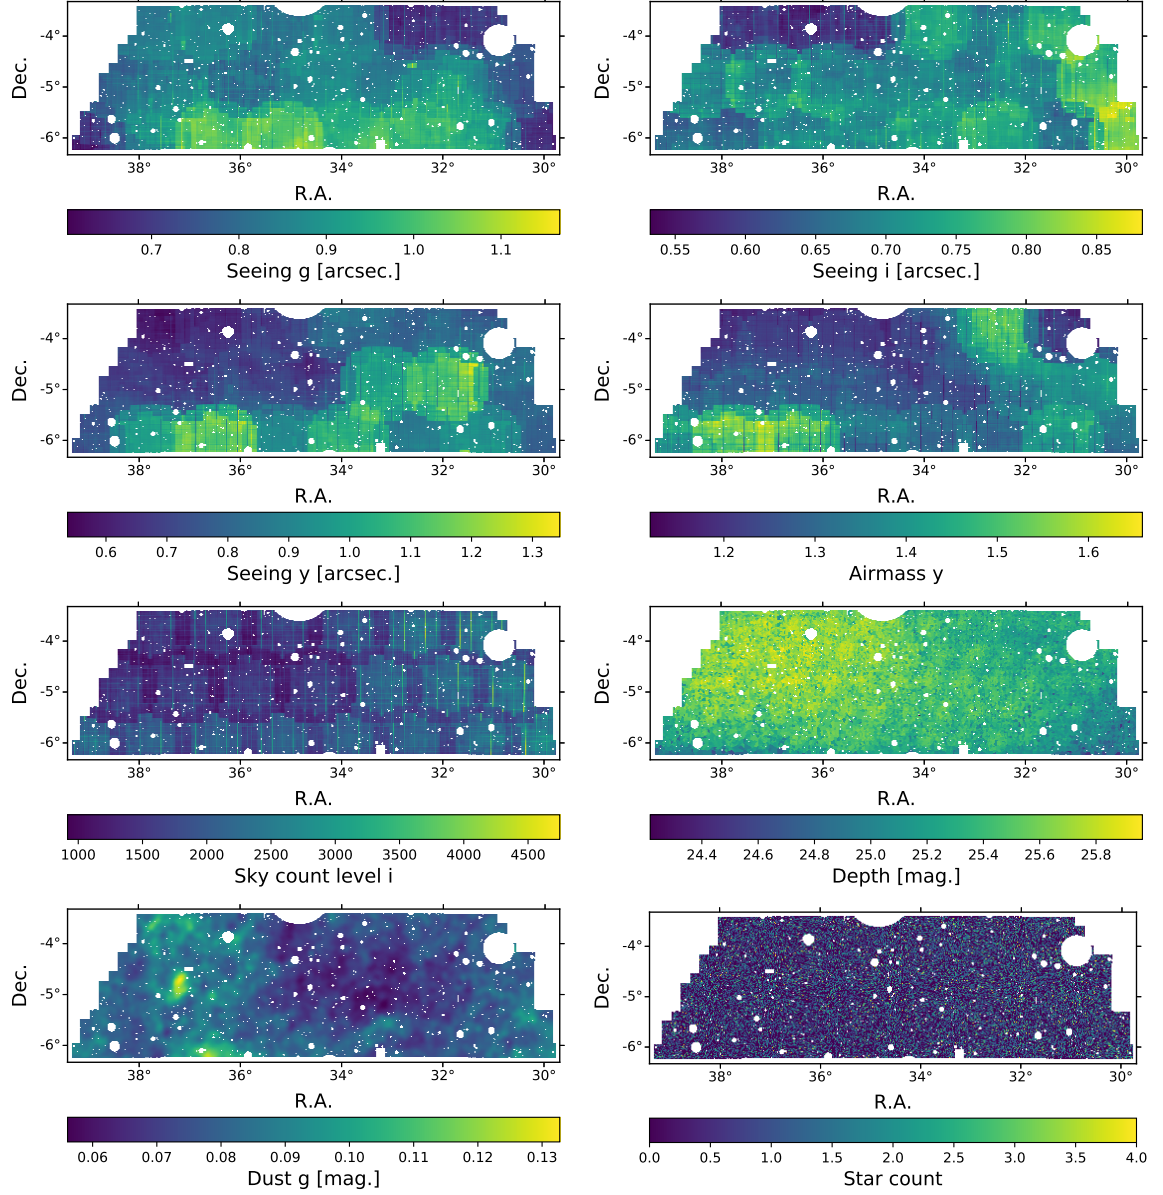 -4°
-5°
-6°
Dec.
38° 36° 34° 32° 30°
R.A.
0.7 0.8 0.9 1.0 1.1
Seeing g [arcsec.]
-4°
-5°
-6°
Dec.
38° 36° 34° 32° 30°
R.A.
0.55 0.60 0.65 0.70 0.75 0.80 0.85
Seeing i [arcsec.]
-4°
-5°
-6°
Dec.
38° 36° 34° 32° 30°
R.A.
0.6 0.7 0.8 0.9 1.0 1.1 1.2 1.3
Seeing y [arcsec.]
-4°
-5°
-6°
Dec.
38° 36° 34° 32° 30°
R.A.
1.2 1.3 1.4 1.5 1.6
Airmass y
-4°
-5°
-6°
Dec.
38° 36° 34° 32° 30°
R.A.
1000 1500 2000 2500 3000 3500 4000 4500
Sky count level i
-4°
-5°
-6°
Dec.
38° 36° 34° 32° 30°
R.A.
24.4 24.6 24.8 25.0 25.2 25.4 25.6 25.8
Depth [mag.]
-4°
-5°
-6°
Dec.
38° 36° 34° 32° 30°
R.A.
0.06 0.07 0.08 0.09 0.10 0.11 0.12 0.13
Dust g [mag.]
-4°
-5°
-6°
Dec.
38° 36° 34° 32° 30°
R.A.
0.0 0.5 1.0 1.5 2.0 2.5 3.0 3.5 4.0
Star count